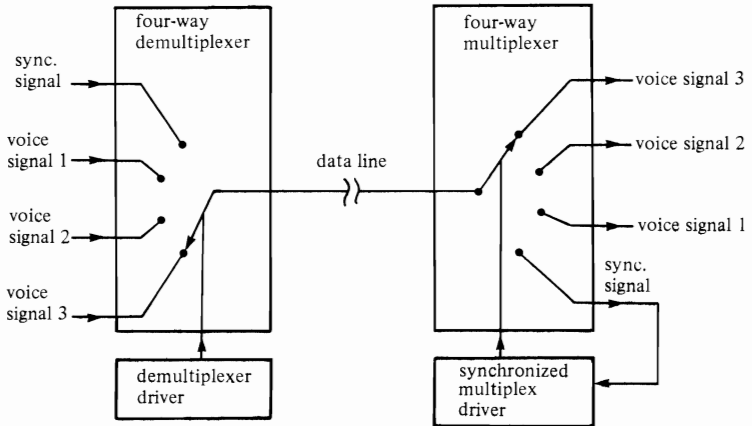 four-way
demultiplexer
sync.
signal
voice
signal 1
voice
signal 2
voice
signal 3
demultiplexer
driver
data line
four-way
multiplexer
voice signal 3
voice signal 2
voice signal 1
sync.
signal
synchronized
multiplex
driver